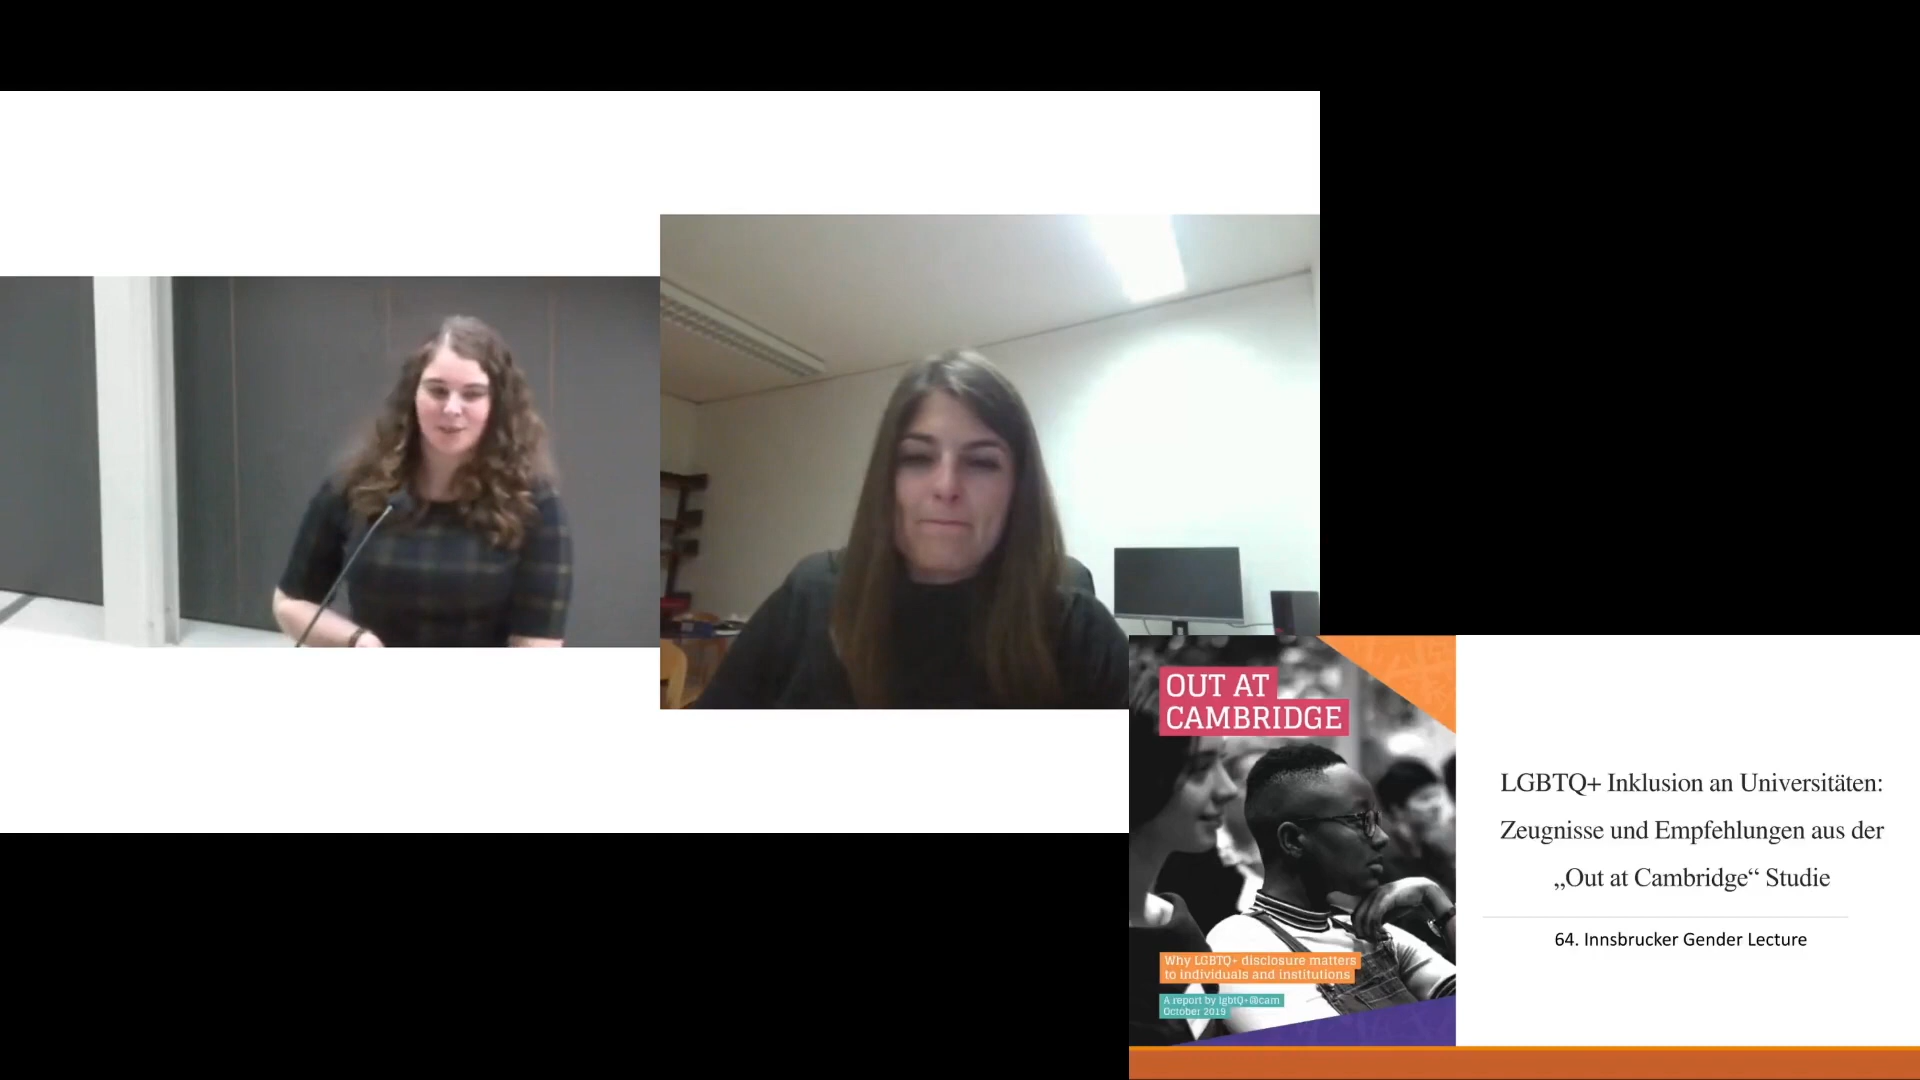 OUT AT
CAMBRIDGE
Why LGBTQ+ disclosure matters
to individuals and institutions
A report by lgbtQ+@cam
October 2019
LGBTQ+ Inklusion an Universitäten:
Zeugnisse und Empfehlungen aus der
„Out at Cambridge“ Studie
64. Innsbrucker Gender Lecture